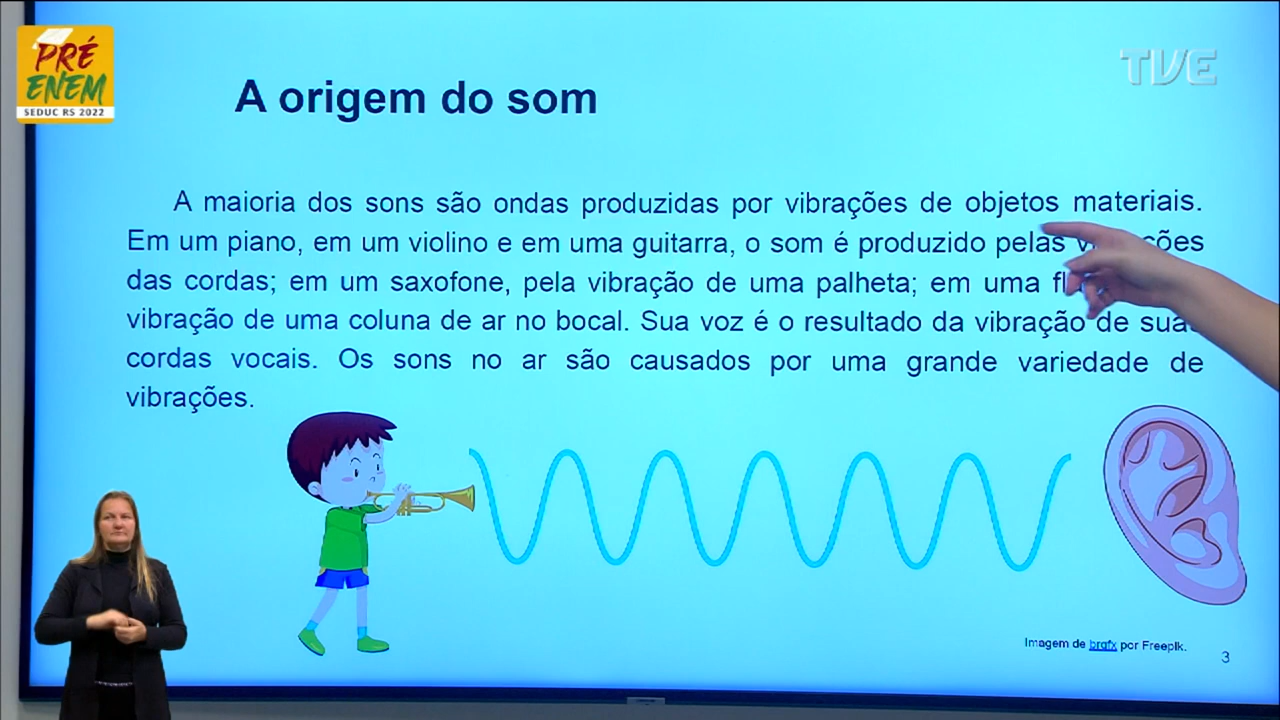 PRÉ
ENEM
SEDUC RS 2022
TVE
A origem do som
A maioria dos sons são ondas produzidas por vibrações de objetos materiais.
Em um piano, em um violino e em uma guitarra, o som é produzido pelas
das cordas; em um saxofone, pela vibração de uma palheta; em uma
vibração de uma coluna de ar no bocal. Sua voz é o resultado da vibração de suas
cordas vocais. Os sons no ar são causados por uma grande variedade de
vibrações.
Imagem de brgfx por Freepik.
3